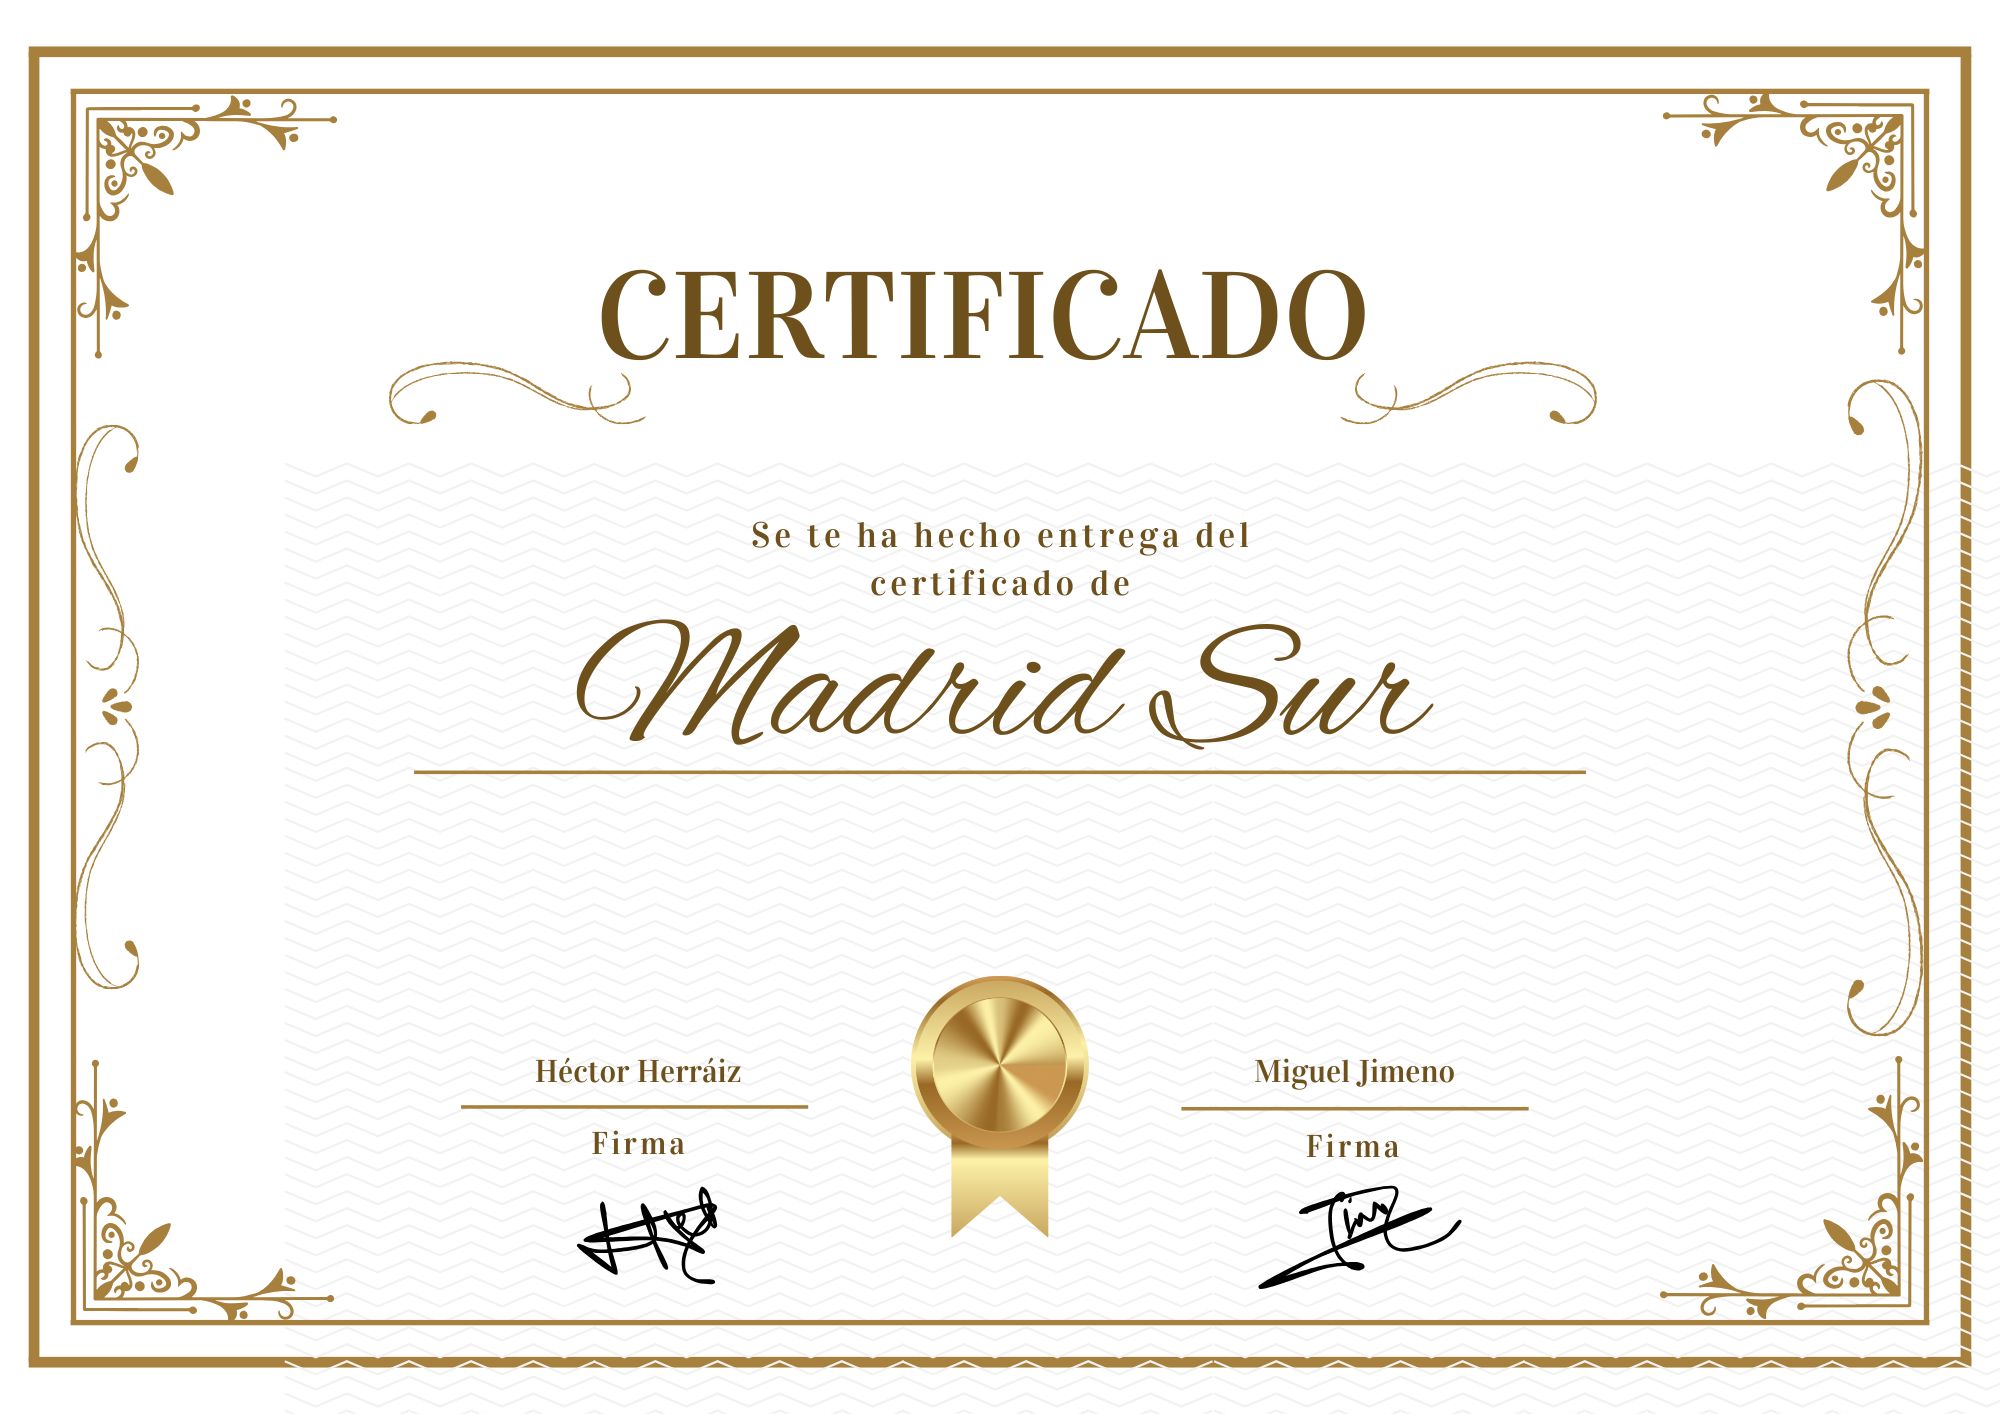 CERTIFICADO
Se te ha hecho entrega del
certificado de
Madrid Sur
Héctor Herráiz
Miguel Jimeno
Firma
Firma